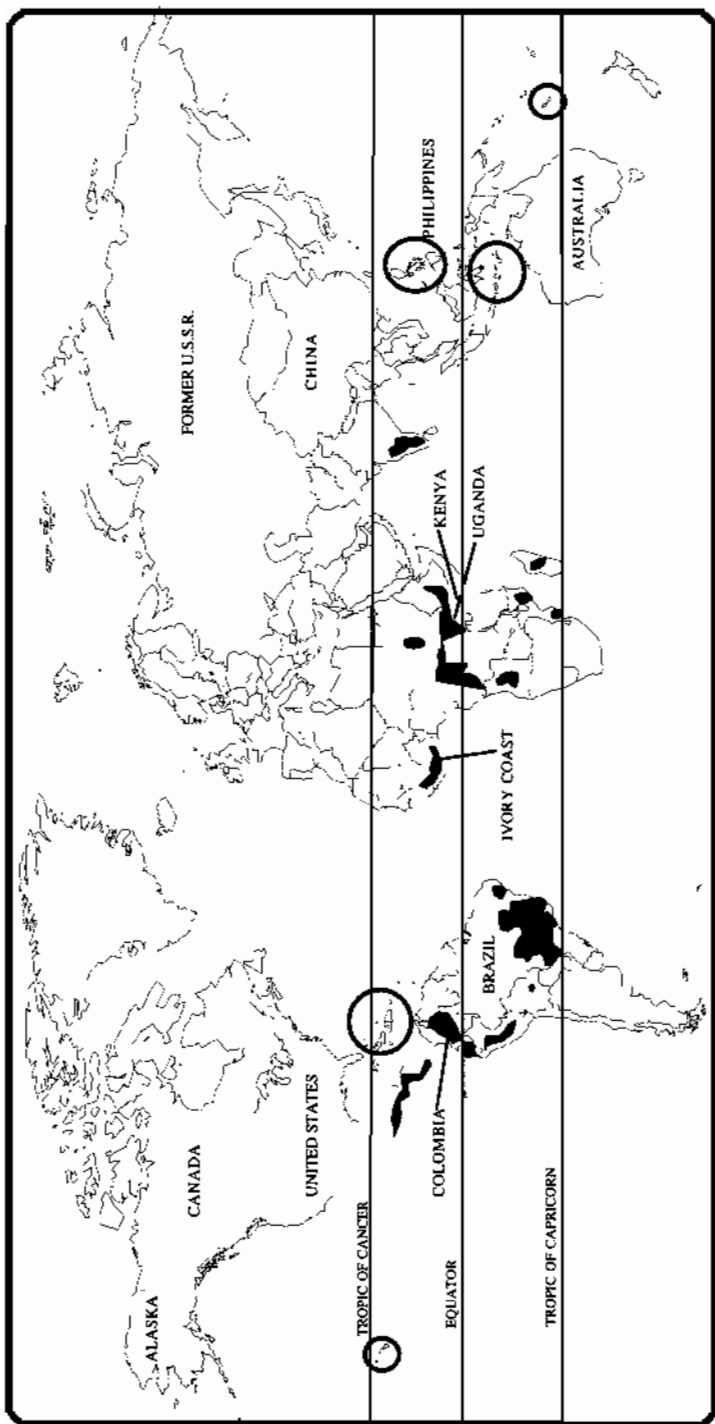 ALASKA
CANADA
UNITED STATES
FORMER U.S.S.R.
CHINA
TROPIC OF CANCER
PHILIPPINES
COLOMBIA
KENYA
UGANDA
EQUATOR
IVORY COAST
BRAZIL
TROPIC OF CAPRICORN
AUSTRALIA